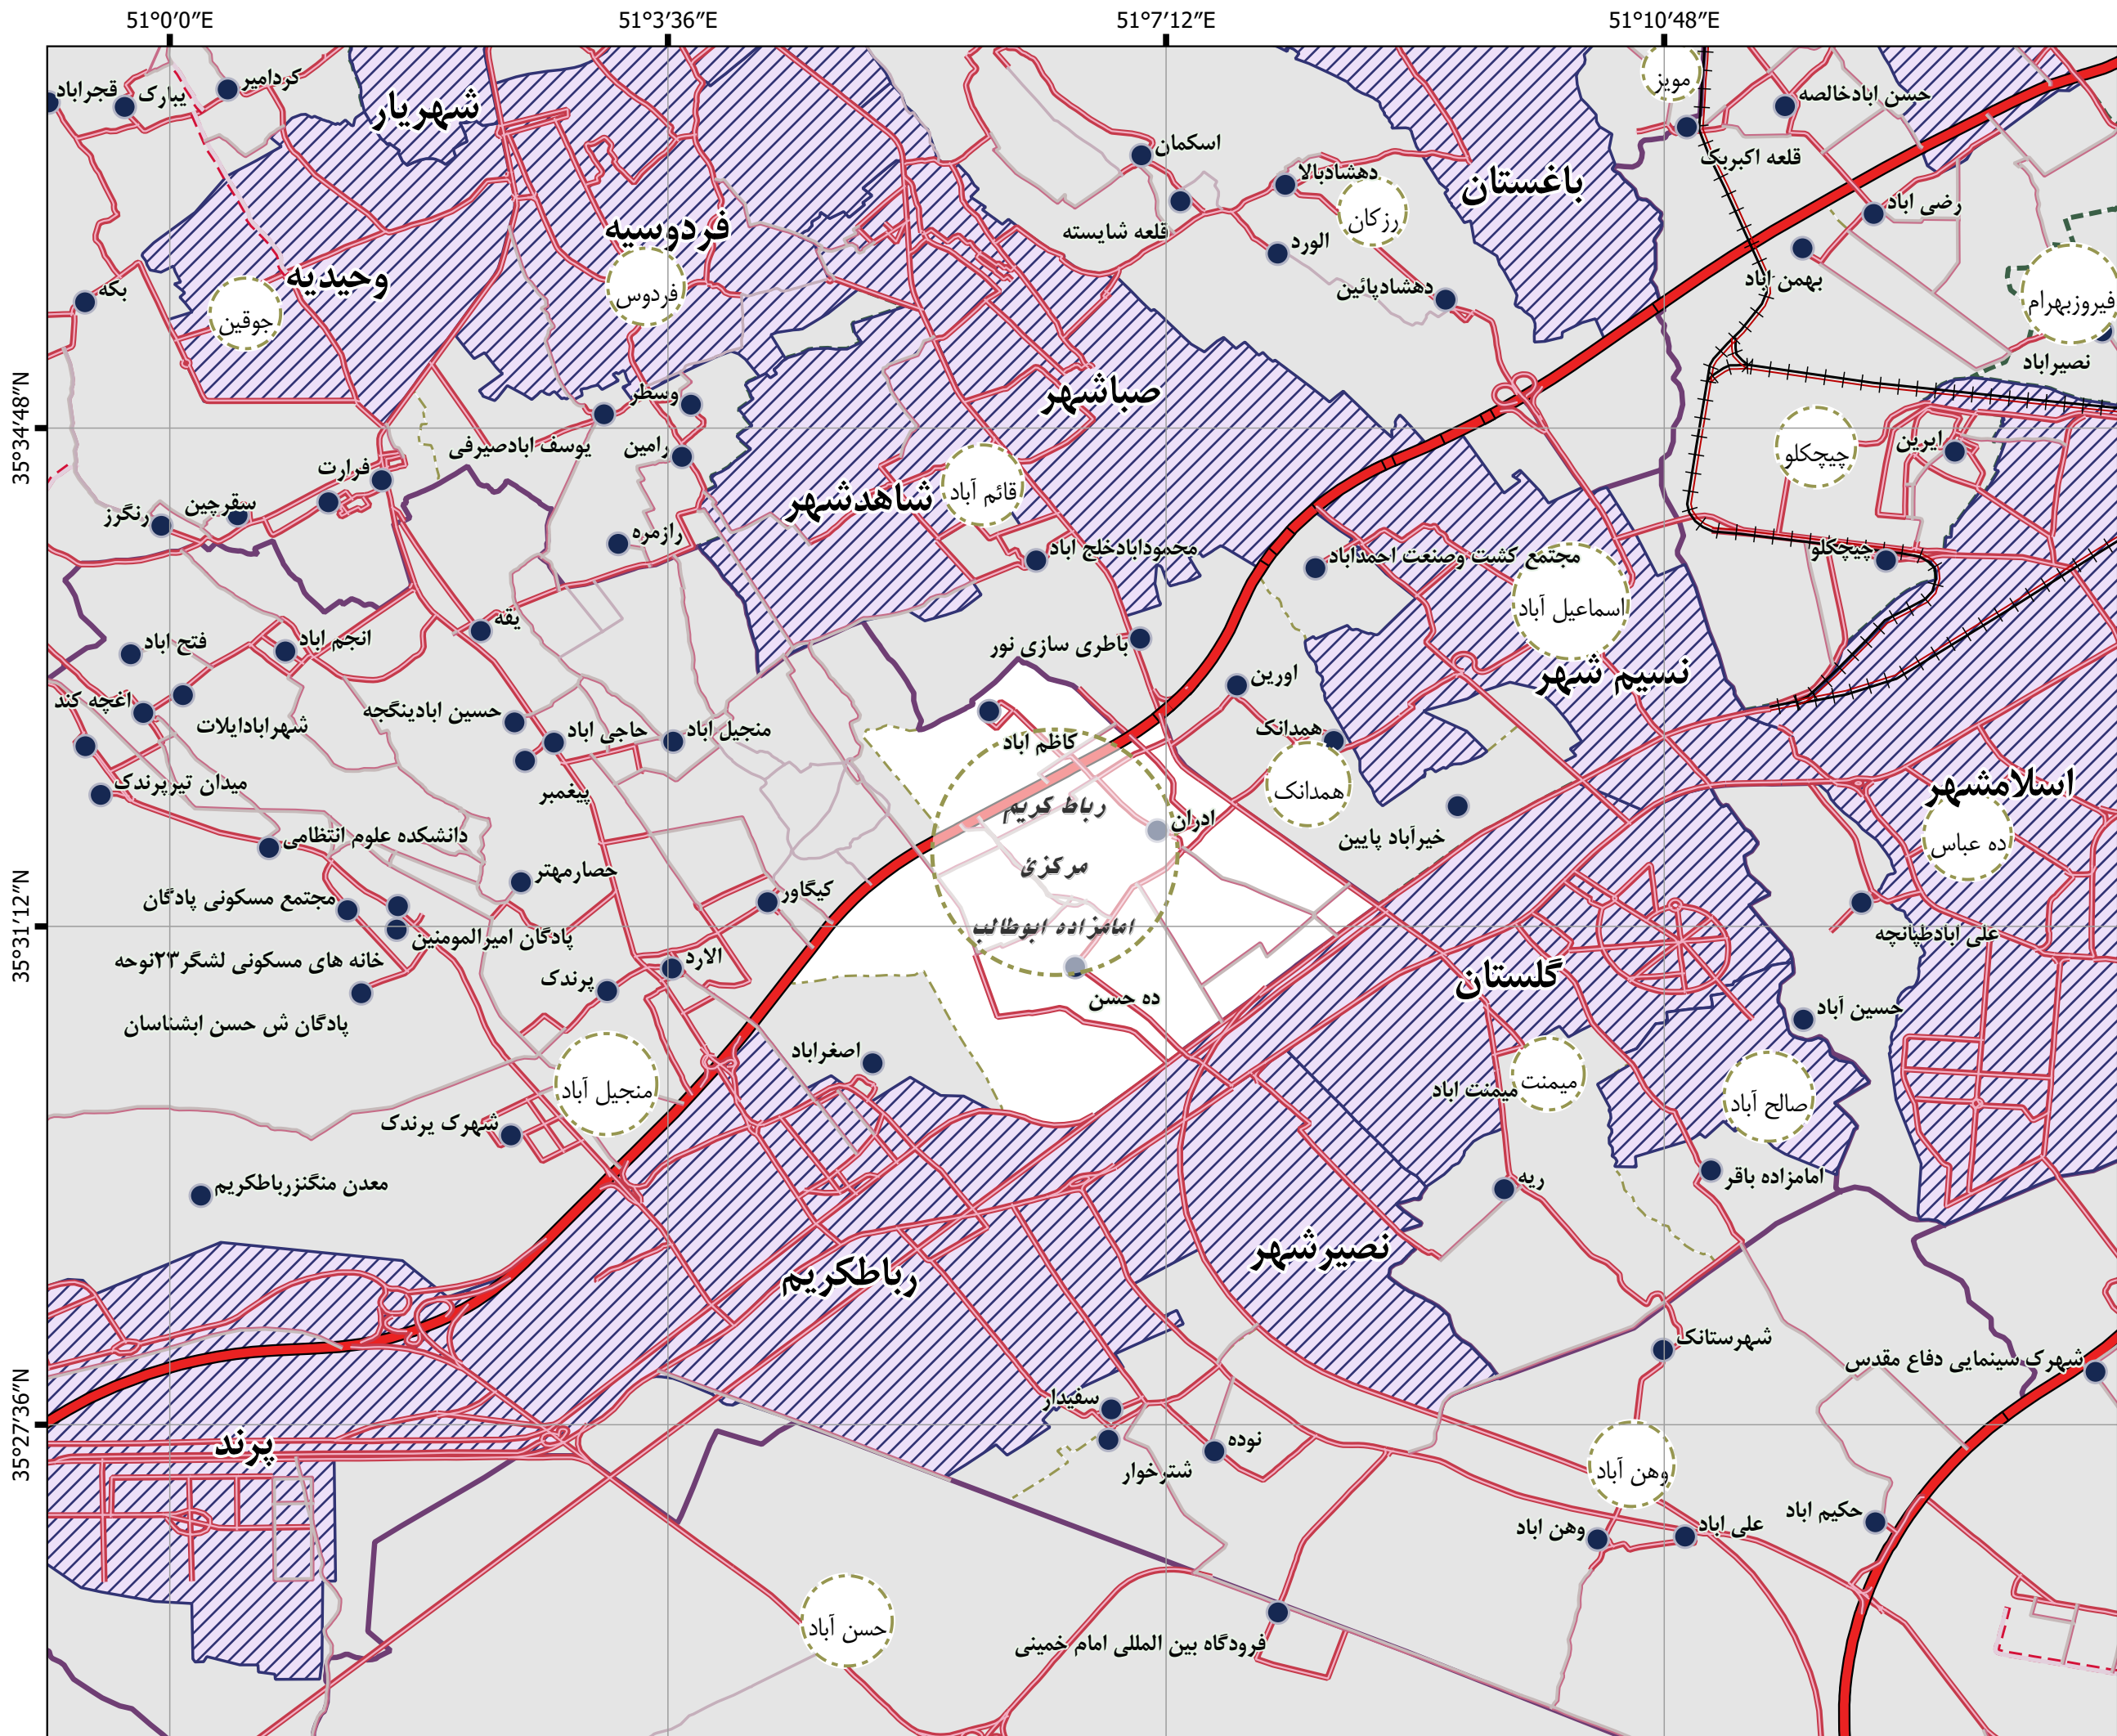 51°0′0″E
51°3′36″E
51°7′12″E
51°10′48″E
35°34′48″N
35°31′12″N
35°27′36″N
قجراباد
یبارک
کردامیر
شهریار
اسکمان
باغستان
مویز
حسن ابادخالصه
قلعه اکبربک
دهشادبالا
رزکان
رضی اباد
قلعه شایسته
الورد
فردوسیه
وحیدیه
بکه
جوقین
فردوس
دهشادپائین
بهمن اباد
فیروزبهرام
نصیراباد
وسطر
صباشهر
یوسف ابادصیرفی
رامین
چیچکلو
ایرین
فرارت
سقرچین
رنگرز
شاهدشهر
قائم آباد
رازمره
محمودابادخلج اباد
مجتمع کشت وصنعت احمداباد
چیچکلو
اسماعیل آباد
یقه
انجم اباد
فتح اباد
باطری سازی نور
اورین
نسیم شهر
اغچه کند
شهرابادایلات
حسین ابادینگجه
حاجی اباد
منجیل اباد
کاظم اباد
همدانک
همدانک
میدان تیرپرندک
پیغمبر
رباط کریم
مرکزی
امامزاده ابوطالب
ادران
خیرآباد پایین
اسلامشهر
ده عباس
دانشکده علوم انتظامی
حصارمهتر
مجتمع مسکونی پادگان
کیگاور
پادگان امیرالمومنین
علی ابادطپانچه
خانه های مسکونی لشگر۲۳نوحه
الارد
پرندک
گلستان
ده حسن
حسین آباد
پادگان ش حسن ابشناسان
اصغراباد
منجیل آباد
میمنت اباد
میمنت
صالح آباد
شهرک پرندک
ریه
امامزاده باقر
معدن منگنزرباطکریم
رباطکریم
نصیرشهر
شهرستانک
شهرک سینمایی دفاع مقدس
پرند
سفیدار
نوده
شترخوار
وهن آباد
وهن اباد
علی اباد
حکیم اباد
حسن آباد
فرودگاه بین المللی امام خمینی